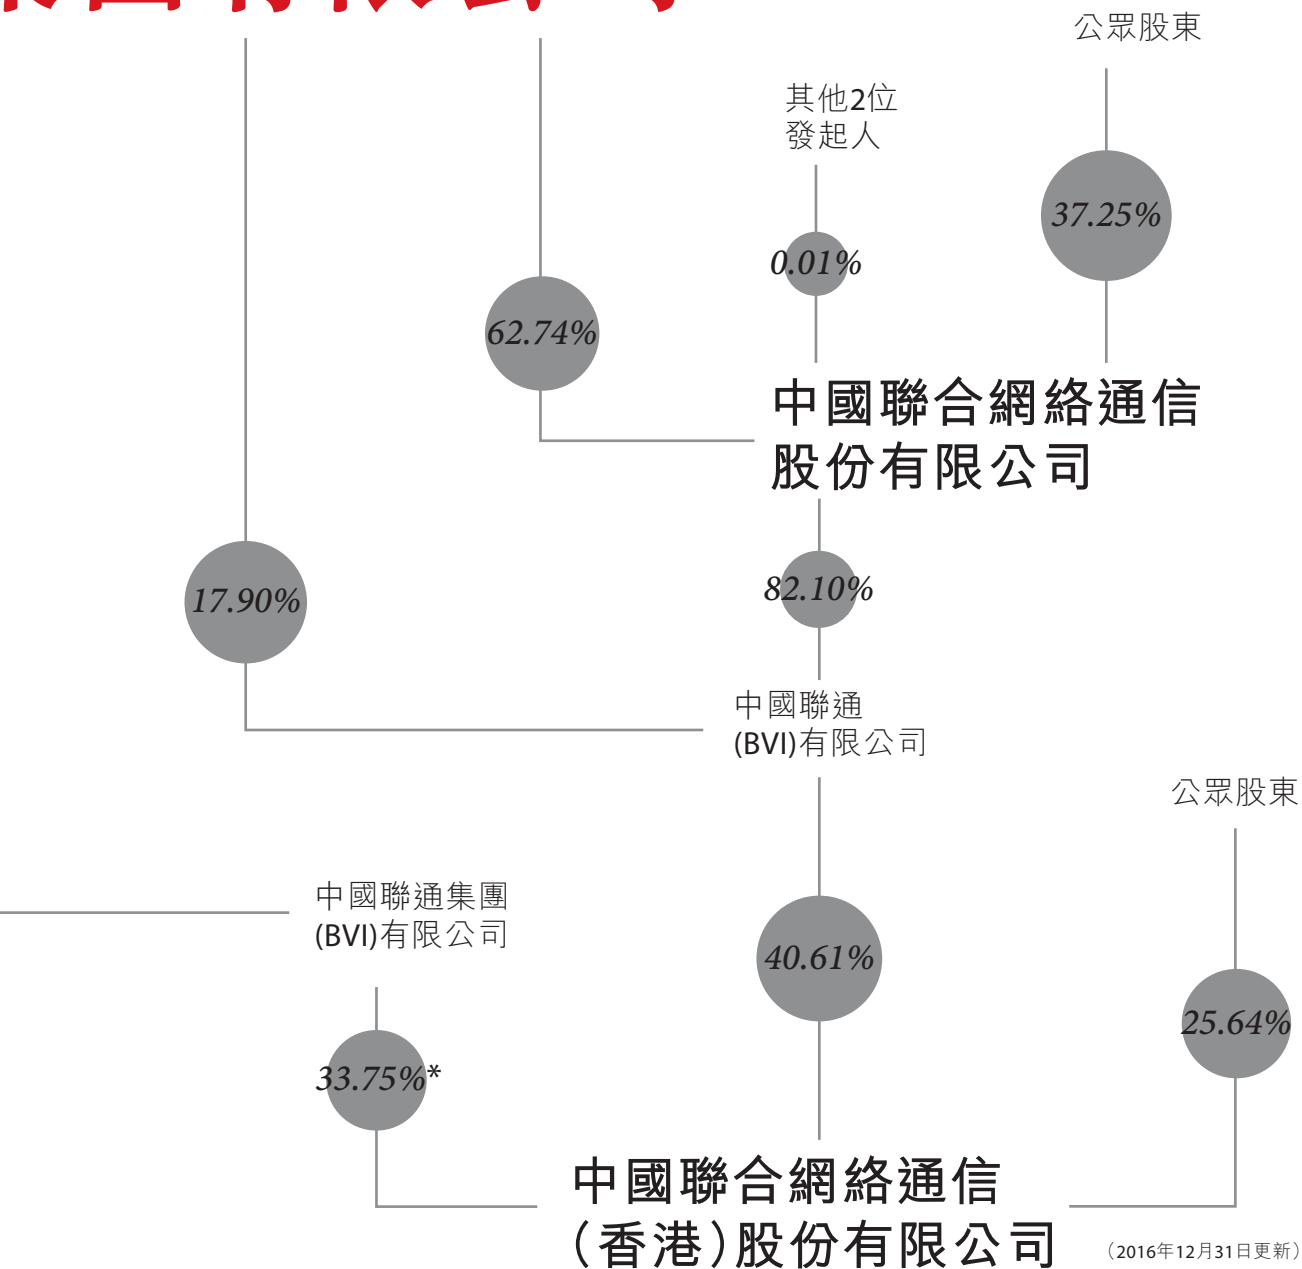 有限公司
公眾股東
其他2位
發起人
37.25%
0.01%
62.74%
中國聯合網絡通信
股份有限公司
17.90%
82.10%
中國聯通
(BVI)有限公司
公眾股東
中國聯通集團
(BVI)有限公司
40.61%
25.64%
33.75%*
中國聯合網絡通信
（香港）股份有限公司
（2016年12月31日更新）